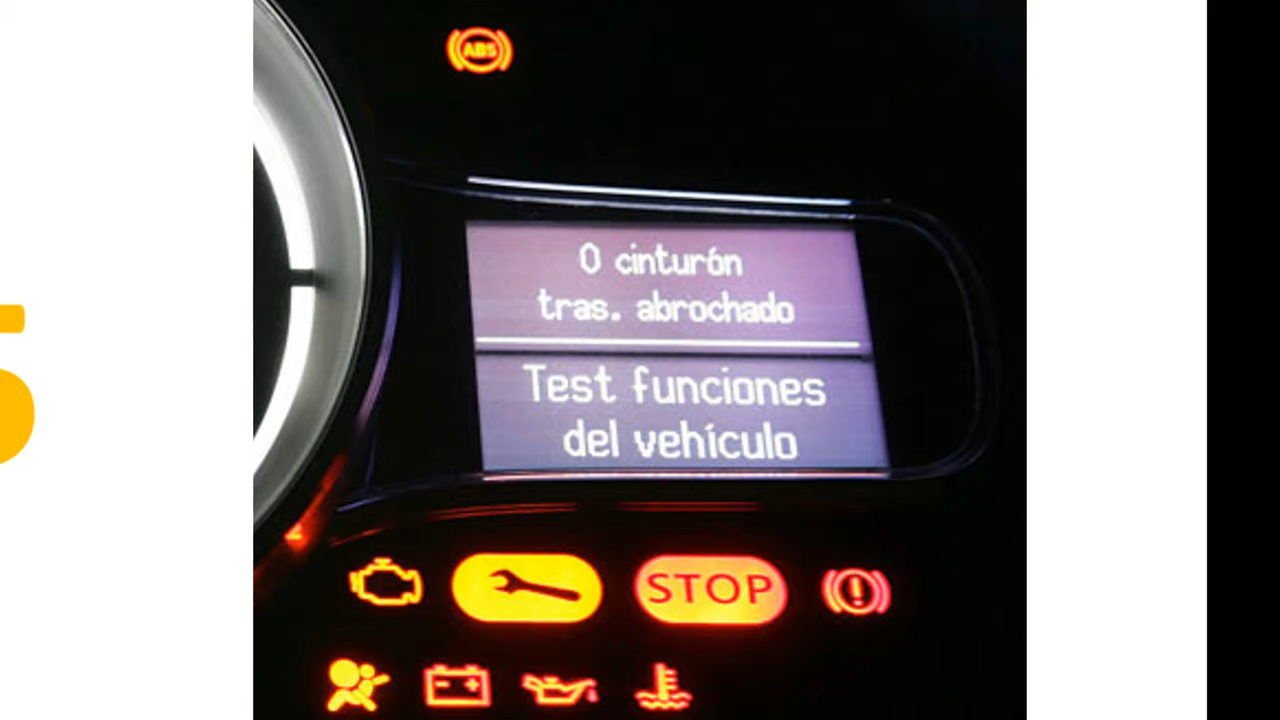 ABS
0 cinturón
tras. abrochado
Test funciones
del vehículo
STOP